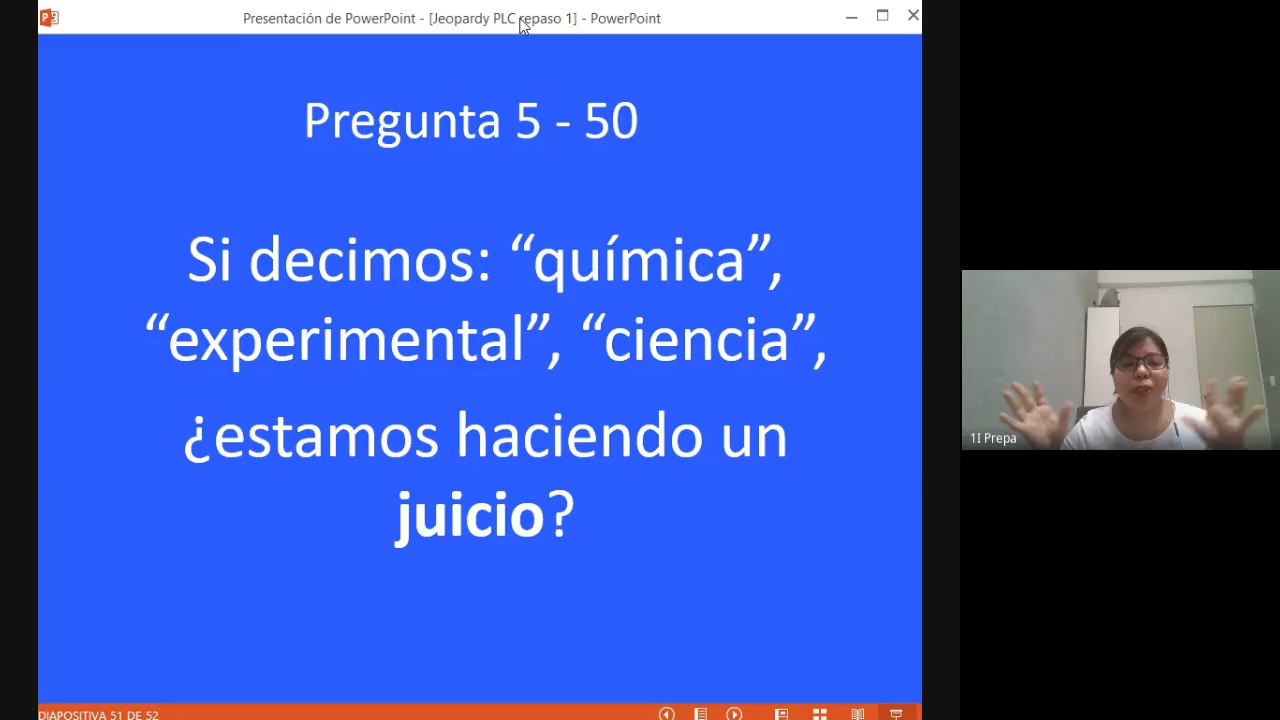 Presentación de PowerPoint - [Jeopardy PLC repaso 1] - PowerPoint
Pregunta 5 - 50
Si decimos: “química”,
“experimental”, “ciencia”,
¿estamos haciendo un
juicio?
1I Prepa
DIAPOSITIVA 51 DE 52